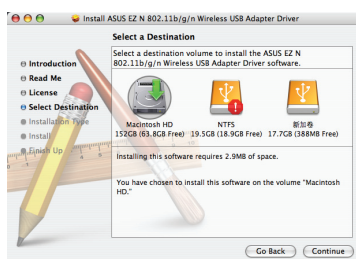 Install ASUS EZ N 802.11b/g/n Wireless USB Adapter Driver
Select a Destination
Select a destination volume to install the ASUS EZ N
802.11b/g/n Wireless USB Adapter Driver software.
Introduction
Read Me
License
Select Destination
Installation Type
Install
Finish Up
Macintosh HD
152GB (63.8GB Free)
NTFS
19.5GB (18.9GB Free)
新加卷
17.7GB (388MB Free)
Installing this software requires 2.9MB of space.
You have chosen to install this software on the volume "Macintosh
HD."
Go Back
Continue